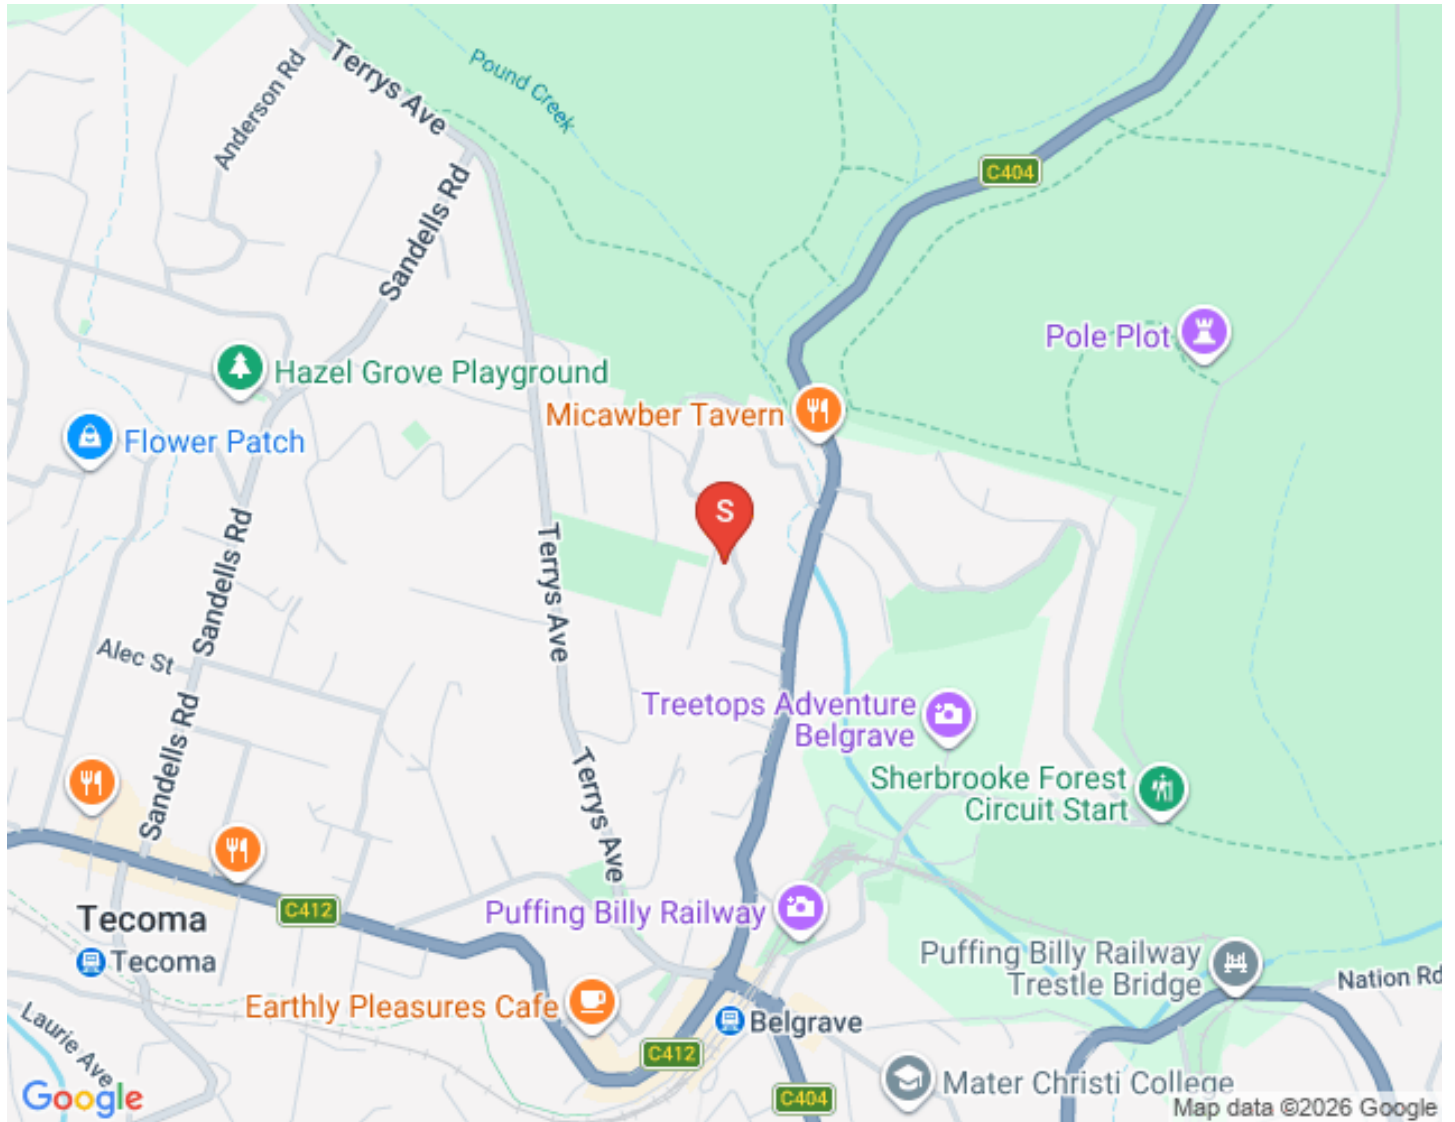 Terrys Ave
Pound Creek
Anderson Rd
C404
Sandells Rd
Pole Plot
Hazel Grove Playground
Micawber Tavern
Flower Patch
S
Terrys Ave
Sandells Rd
Alec St
Treetops Adventure
Belgrave
Sandells Rd
Terrys Ave
Sherbrooke Forest
Circuit Start
C412
Puffing Billy Railway
Tecoma
Tecoma
Puffing Billy Railway
Trestle Bridge
Nation Rd
Earthly Pleasures Cafe
Belgrave
Laurie Ave
C412
Mater Christi College
C404
Google
Map data ©2026 Google